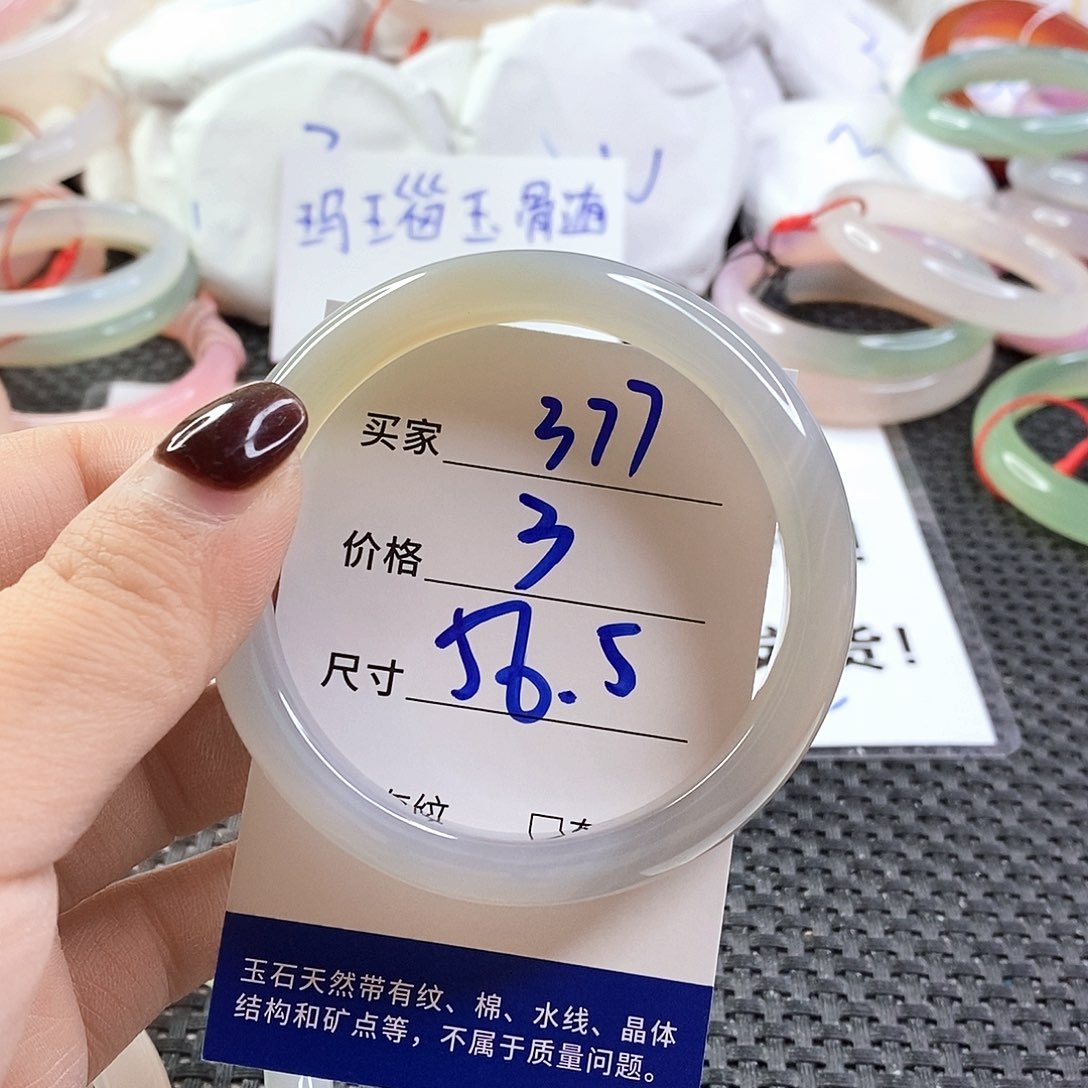 玛瑙玉骨髓
买家 377
价格 3
尺寸 56.5
纹
玉石天然带有纹、棉、水线、晶体
结构和矿点等，不属于质量问题。